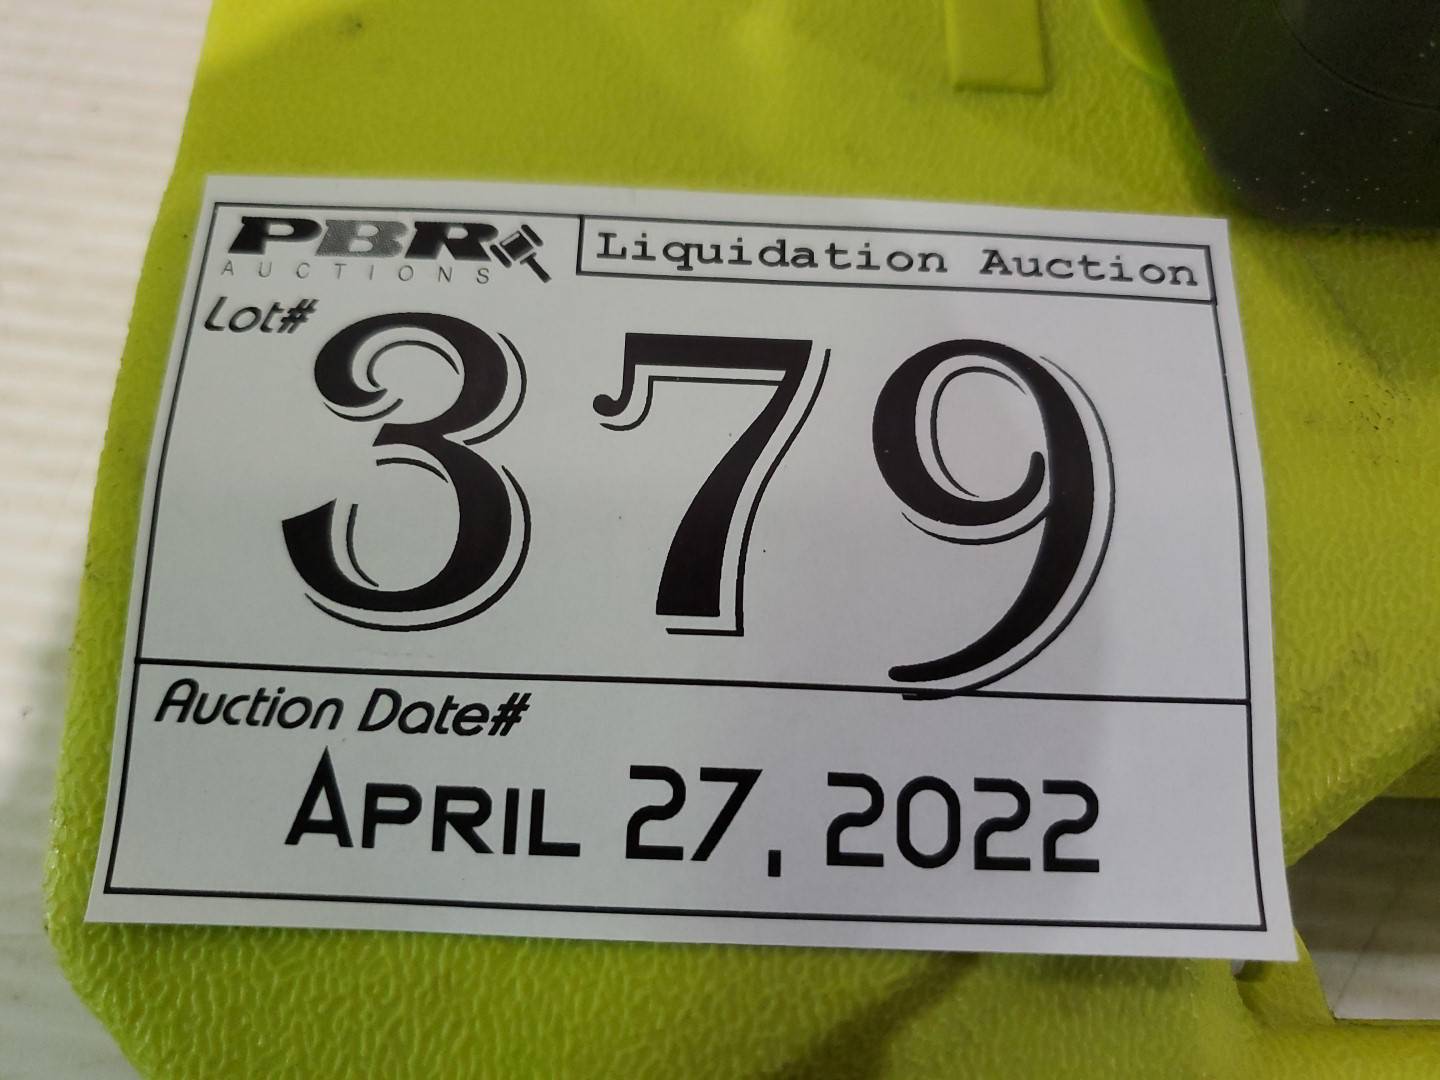 PBR
AUCTIONS
Liquidation Auction
Lot#
379
Auction Date#
April 27, 2022